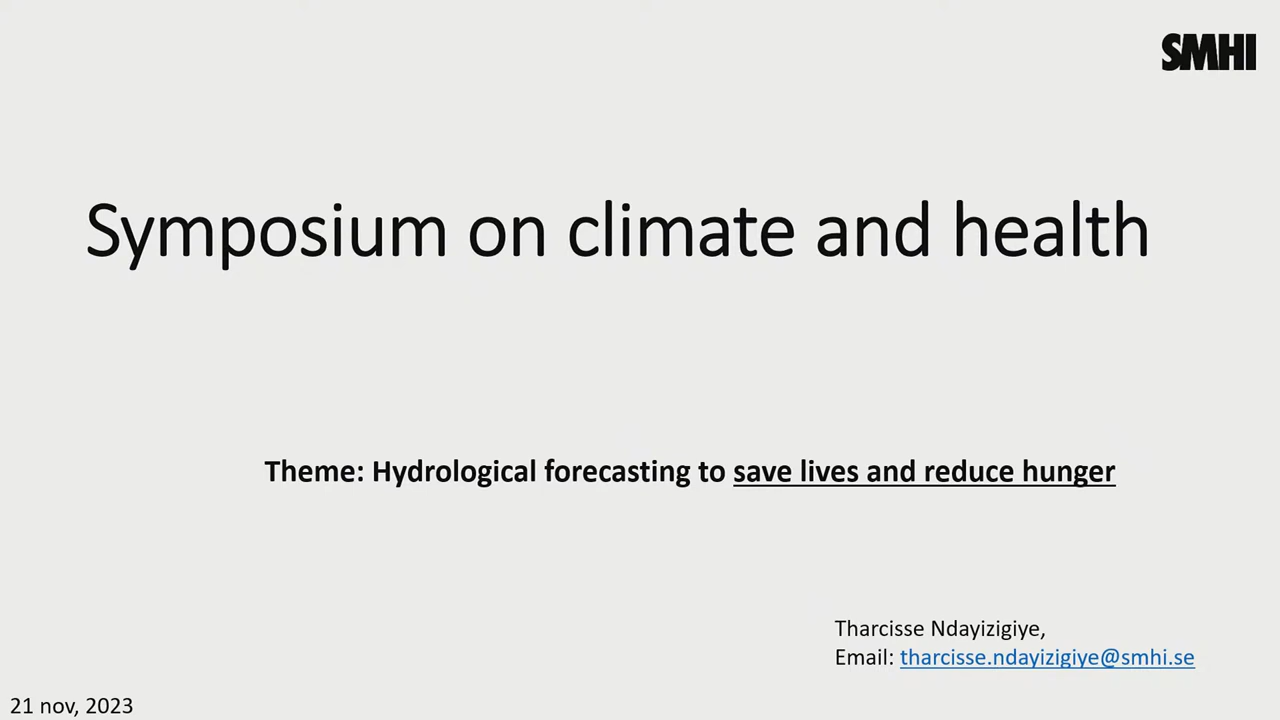 SMHI
Symposium on climate and health
Theme: Hydrological forecasting to save lives and reduce hunger
Tharcisse Ndayizigiye,
Email: tharcisse.ndayizigiye@smhi.se
21 nov, 2023